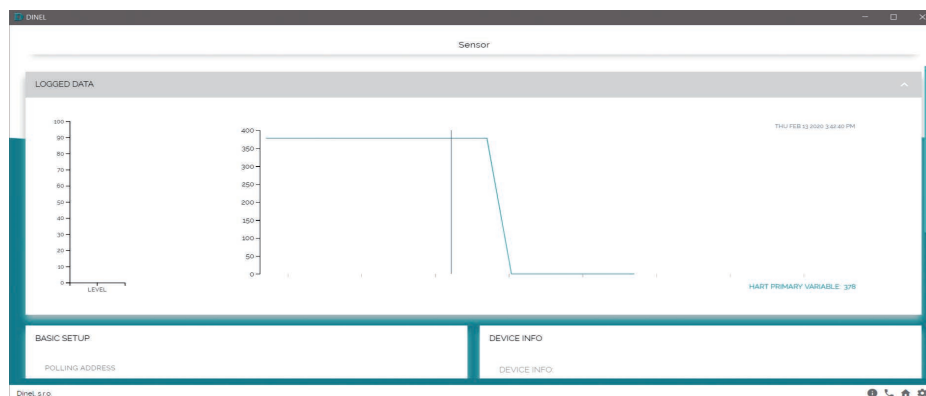 DINEL
Sensor
LOGGED DATA
THU FEB 13 2020 3:42:40 PM
100
90
80
70
60
50
40
30
20
10
0
LEVEL
400
350
300
250
200
150
100
50
0
HART PRIMARY VARIABLE: 378
BASIC SETUP
POLLING ADDRESS
DEVICE INFO
DEVICE INFO:
Dinel, s.r.o.